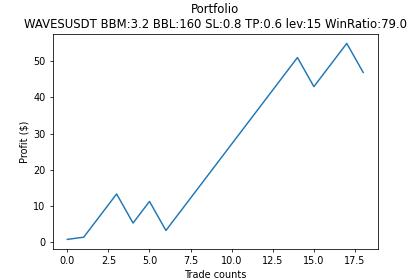 Portfolio
WAVESUSDT BBM:3.2 BBL:160 SL:0.8 TP:0.6 lev:15 WinRatio:79.0
50
40
30
20
10
0
Profit ($)
0.0 2.5 5.0 7.5 10.0 12.5 15.0 17.5
Trade counts